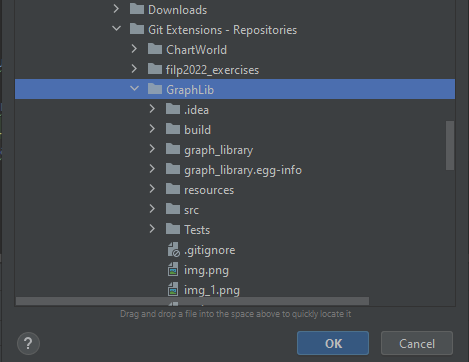 Downloads
Git Extensions - Repositories
ChartWorld
filp2022_exercises
GraphLib
.idea
build
graph_library
graph_library.egg-info
resources
src
Tests
.gitignore
img.png
img_1.png
Drag and drop a file into the space above to quickly locate it
?
OK
Cancel